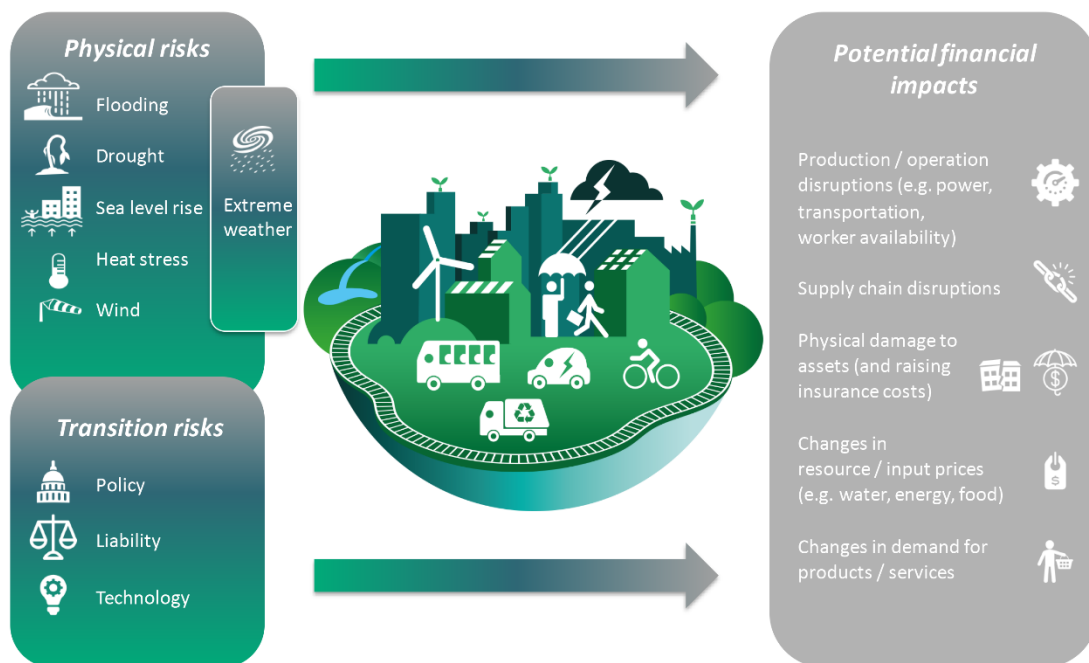 Physical risks
Flooding
Drought
Sea level rise
Heat stress
Wind
Extreme
weather
Transition risks
Policy
Liability
Technology
Potential financial
impacts
Production / operation
disruptions (e.g. power,
transportation,
worker availability)
Supply chain disruptions
Physical damage to
assets (and raising
insurance costs)
$
Changes in
resource / input prices
(e.g. water, energy, food)
$
Changes in demand for
products / services